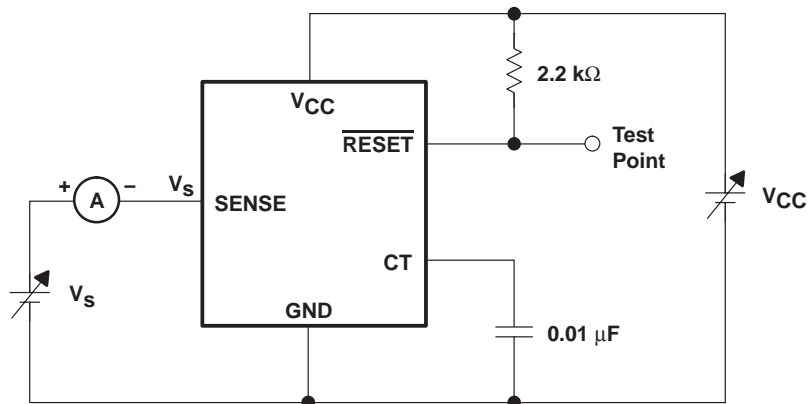 2.2 kΩ
VCC
RESET
Test
Point
+
A
–
Vs
SENSE
VCC
CT
Vs
GND
0.01 μF